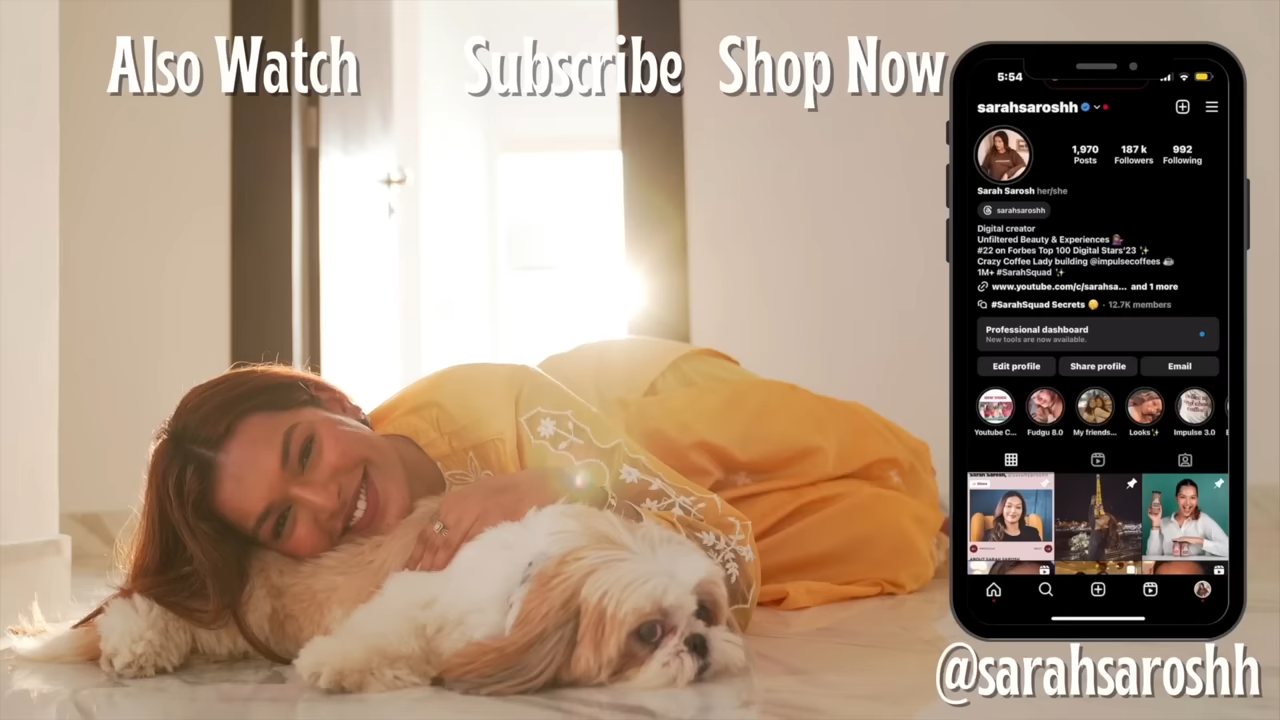 Also Watch
Subscribe
Shop Now
5:54
sarahsaroshh
1,970
187 k
992
Posts
Followers
Following
Sarah Sarosh her/she
sarahsaroshh
Digital creator
Unfiltered Beauty & Experiences 💇🏽‍♀️
#22 on Forbes Top 100 Digital Stars'23 ✨
Crazy Coffee Lady building @impulsecoffees ☕
1M+ #SarahSquad ✨
www.youtube.com/c/sarahsa... and 1 more
#SarahSquad Secrets 🤫 · 12.7K members
Professional dashboard
New tools are now available.
Edit profile
Share profile
Email
Youtube C...
Fudgu 8.0
My friends...
Looks ✨
Impulse 3.0
@sarahsaroshh